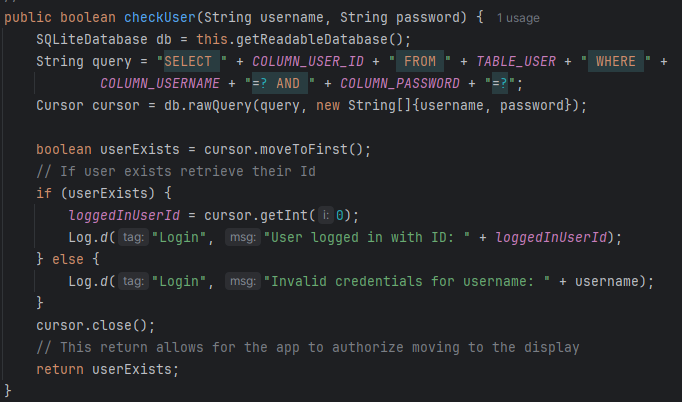 public boolean checkUser(String username, String password) {  1 usage
    SQLiteDatabase db = this.getReadableDatabase();
    String query = "SELECT " + COLUMN_USER_ID + " FROM " + TABLE_USER + " WHERE " +
            COLUMN_USERNAME + "=? AND " + COLUMN_PASSWORD + "=?";
    Cursor cursor = db.rawQuery(query, new String[]{username, password});

    boolean userExists = cursor.moveToFirst();
    // If user exists retrieve their Id
    if (userExists) {
        loggedInUserId = cursor.getInt( i: 0);
        Log.d( tag: "Login",  msg: "User logged in with ID: " + loggedInUserId);
    } else {
        Log.d( tag: "Login",  msg: "Invalid credentials for username: " + username);
    }
    cursor.close();
    // This return allows for the app to authorize moving to the display
    return userExists;
}